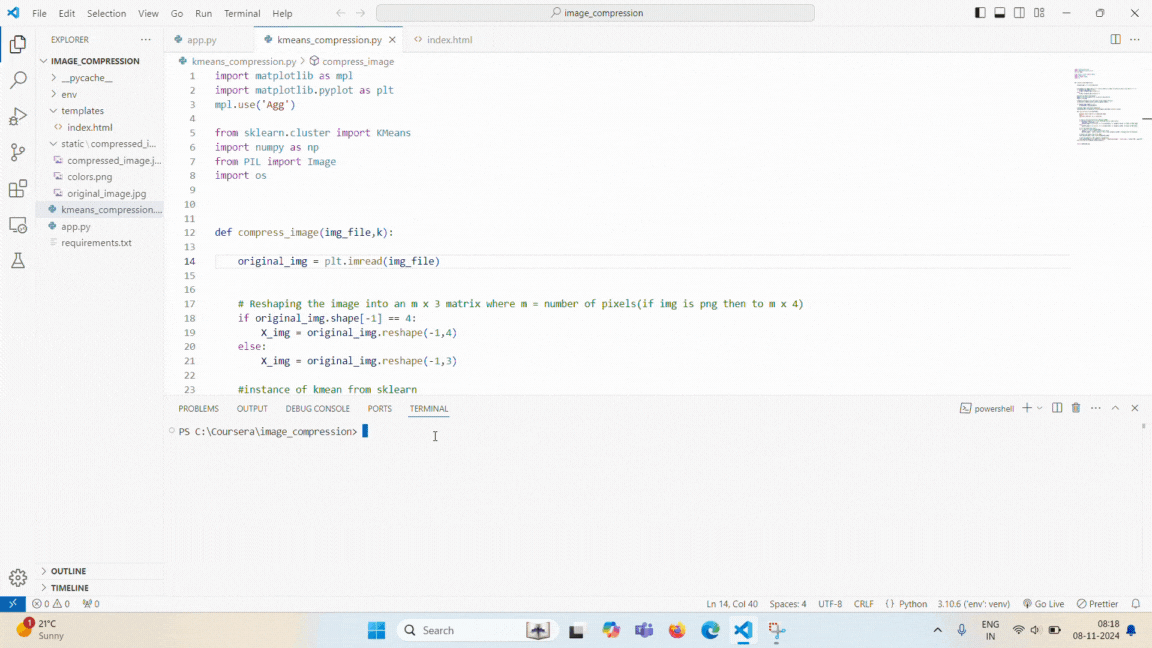 File Edit Selection View Go Run Terminal Help
image_compression
EXPLORER
IMAGE_COMPRESSION
__pycache__
env
templates
index.html
static \ compressed_i...
compressed_image.j...
colors.png
original_image.jpg
kmeans_compression....
app.py
requirements.txt
OUTLINE
TIMELINE
app.py kmeans_compression.py index.html
kmeans_compression.py > compress_image
1 import matplotlib as mpl
2 import matplotlib.pyplot as plt
3 mpl.use('Agg')
4
5 from sklearn.cluster import KMeans
6 import numpy as np
7 from PIL import Image
8 import os
9
10
11
12 def compress_image(img_file,k):
13
14 original_img = plt.imread(img_file)
15
16
17 # Reshaping the image into an m x 3 matrix where m = number of pixels(if img is png then to m x 4)
18 if original_img.shape[-1] == 4:
19 X_img = original_img.reshape(-1,4)
20 else:
21 X_img = original_img.reshape(-1,3)
22
23 #instance of kmean from sklearn
PROBLEMS OUTPUT DEBUG CONSOLE PORTS TERMINAL
powershell
PS C:\Coursera\image_compression>
0 0 0
Ln 14, Col 40 Spaces: 4 UTF-8 CRLF {} Python 3.10.6 ('env': venv) Go Live Prettier
1
21°C
Sunny
Search
ENG
IN
08:18
08-11-2024